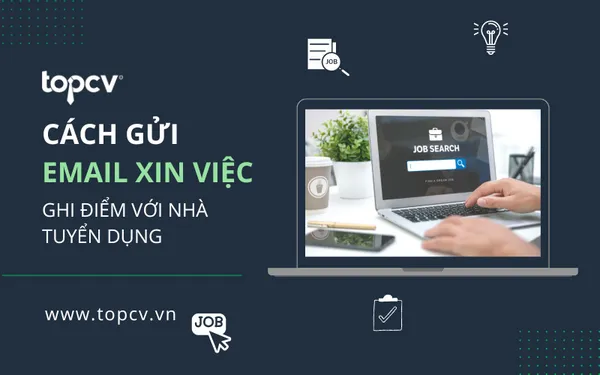 topcv
CÁCH GỬI
EMAIL XIN VIỆC
GHI ĐIỂM VỚI NHÀ
TUYỂN DỤNG
www.topcv.vn
JOB
JOB
JOB SEARCH